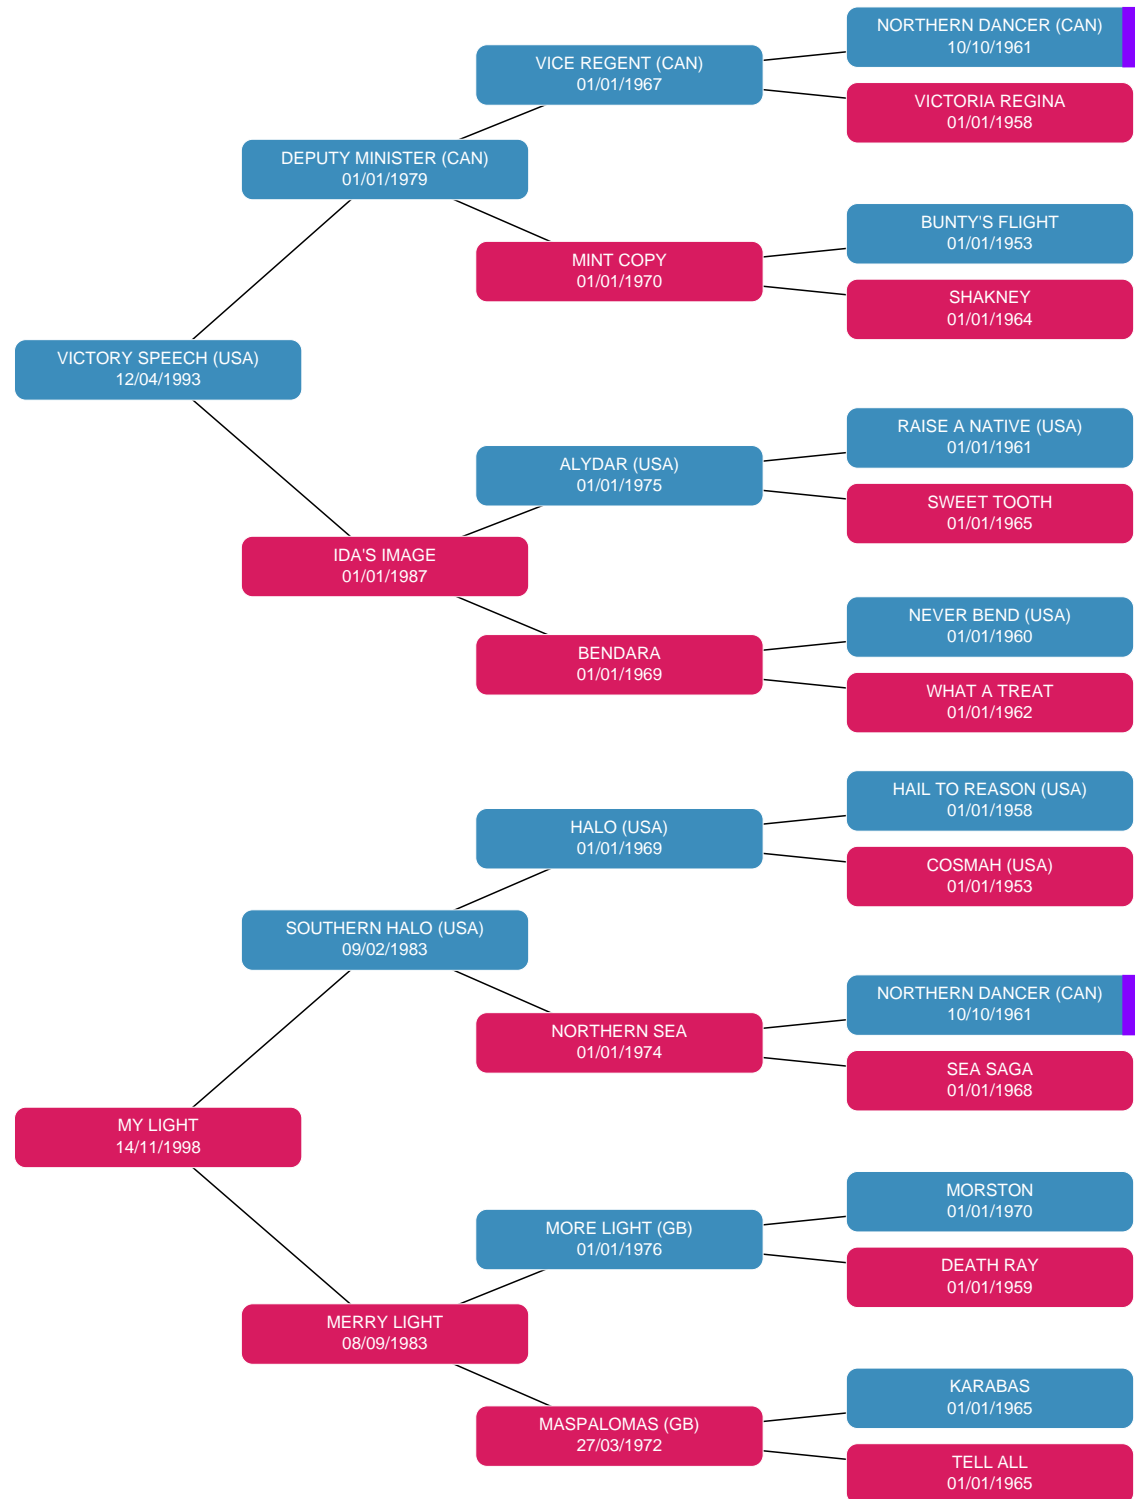 NORTHERN DANCER (CAN)
10/10/1961
VICE REGENT (CAN)
01/01/1967
VICTORIA REGINA
01/01/1958
DEPUTY MINISTER (CAN)
01/01/1979
BUNTY'S FLIGHT
01/01/1953
MINT COPY
01/01/1970
SHAKNEY
01/01/1964
VICTORY SPEECH (USA)
12/04/1993
RAISE A NATIVE (USA)
01/01/1961
ALYDAR (USA)
01/01/1975
SWEET TOOTH
01/01/1965
IDA'S IMAGE
01/01/1987
NEVER BEND (USA)
01/01/1960
BENDARA
01/01/1969
WHAT A TREAT
01/01/1962
HAIL TO REASON (USA)
01/01/1958
HALO (USA)
01/01/1969
COSMAH (USA)
01/01/1953
SOUTHERN HALO (USA)
09/02/1983
NORTHERN DANCER (CAN)
10/10/1961
NORTHERN SEA
01/01/1974
SEA SAGA
01/01/1968
MY LIGHT
14/11/1998
MORSTON
01/01/1970
MORE LIGHT (GB)
01/01/1976
DEATH RAY
01/01/1959
MERRY LIGHT
08/09/1983
KARABAS
01/01/1965
MASPALOMAS (GB)
27/03/1972
TELL ALL
01/01/1965